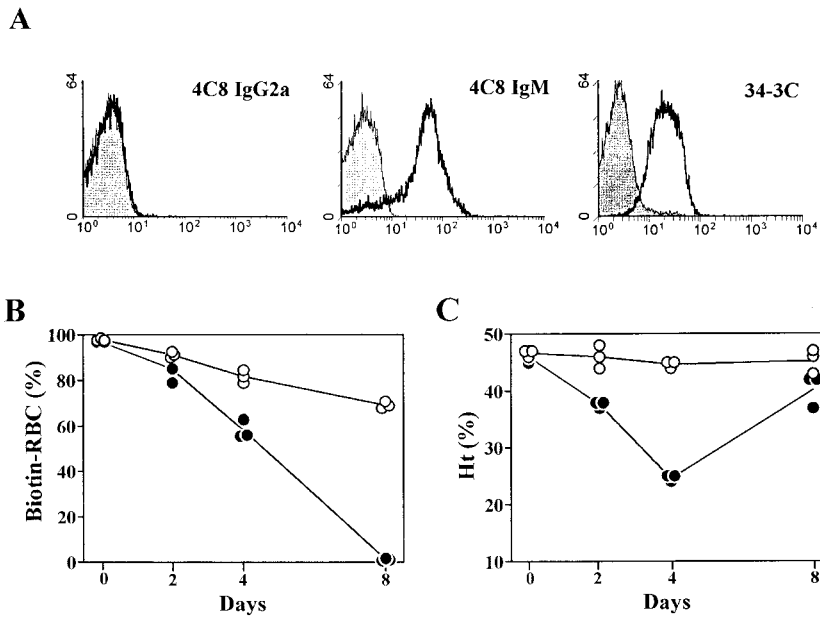 A
4C8 IgG2a
4C8 IgM
34-3C
64
0
10⁰ 10¹ 10² 10³ 10⁴
64
0
10⁰ 10¹ 10² 10³ 10⁴
64
0
10⁰ 10¹ 10² 10³ 10⁴
B
Biotin-RBC (%)
100
80
60
40
20
0
0 2 4 8
Days
C
Ht (%)
50
40
30
20
10
0 2 4 8
Days